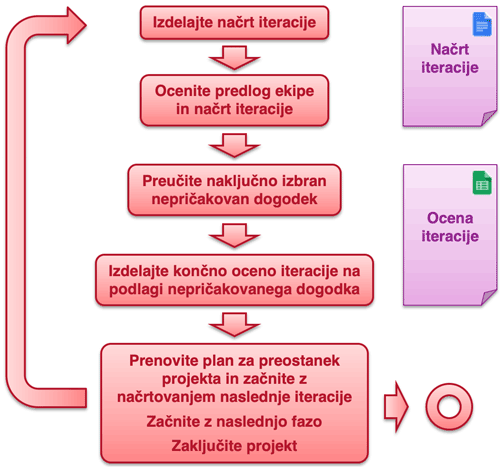 Izdelajte načrt iteracije
Ocenite predlog ekipe
in načrt iteracije
Preučite naključno izbran
nepričakovan dogodek
Izdelajte končno oceno iteracije na
podlagi nepričakovanega dogodka
Prenovite plan za preostanek
projekta in začnite z
načrtovanjem naslednje iteracije
Začnite z naslednjo fazo
Zaključite projekt
Načrt
iteracije
Ocena
iteracije